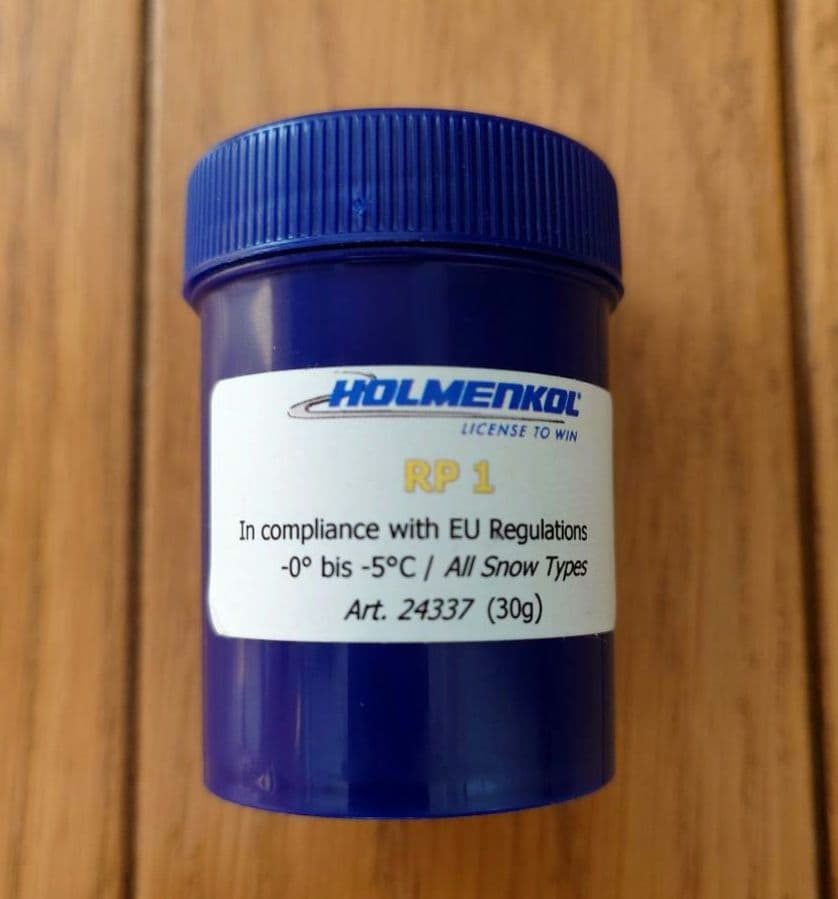 HOLMENKOL
LICENSE TO WIN
RP 1
In compliance with EU Regulations
-0° bis -5°C / All Snow Types
Art. 24337 (30g)